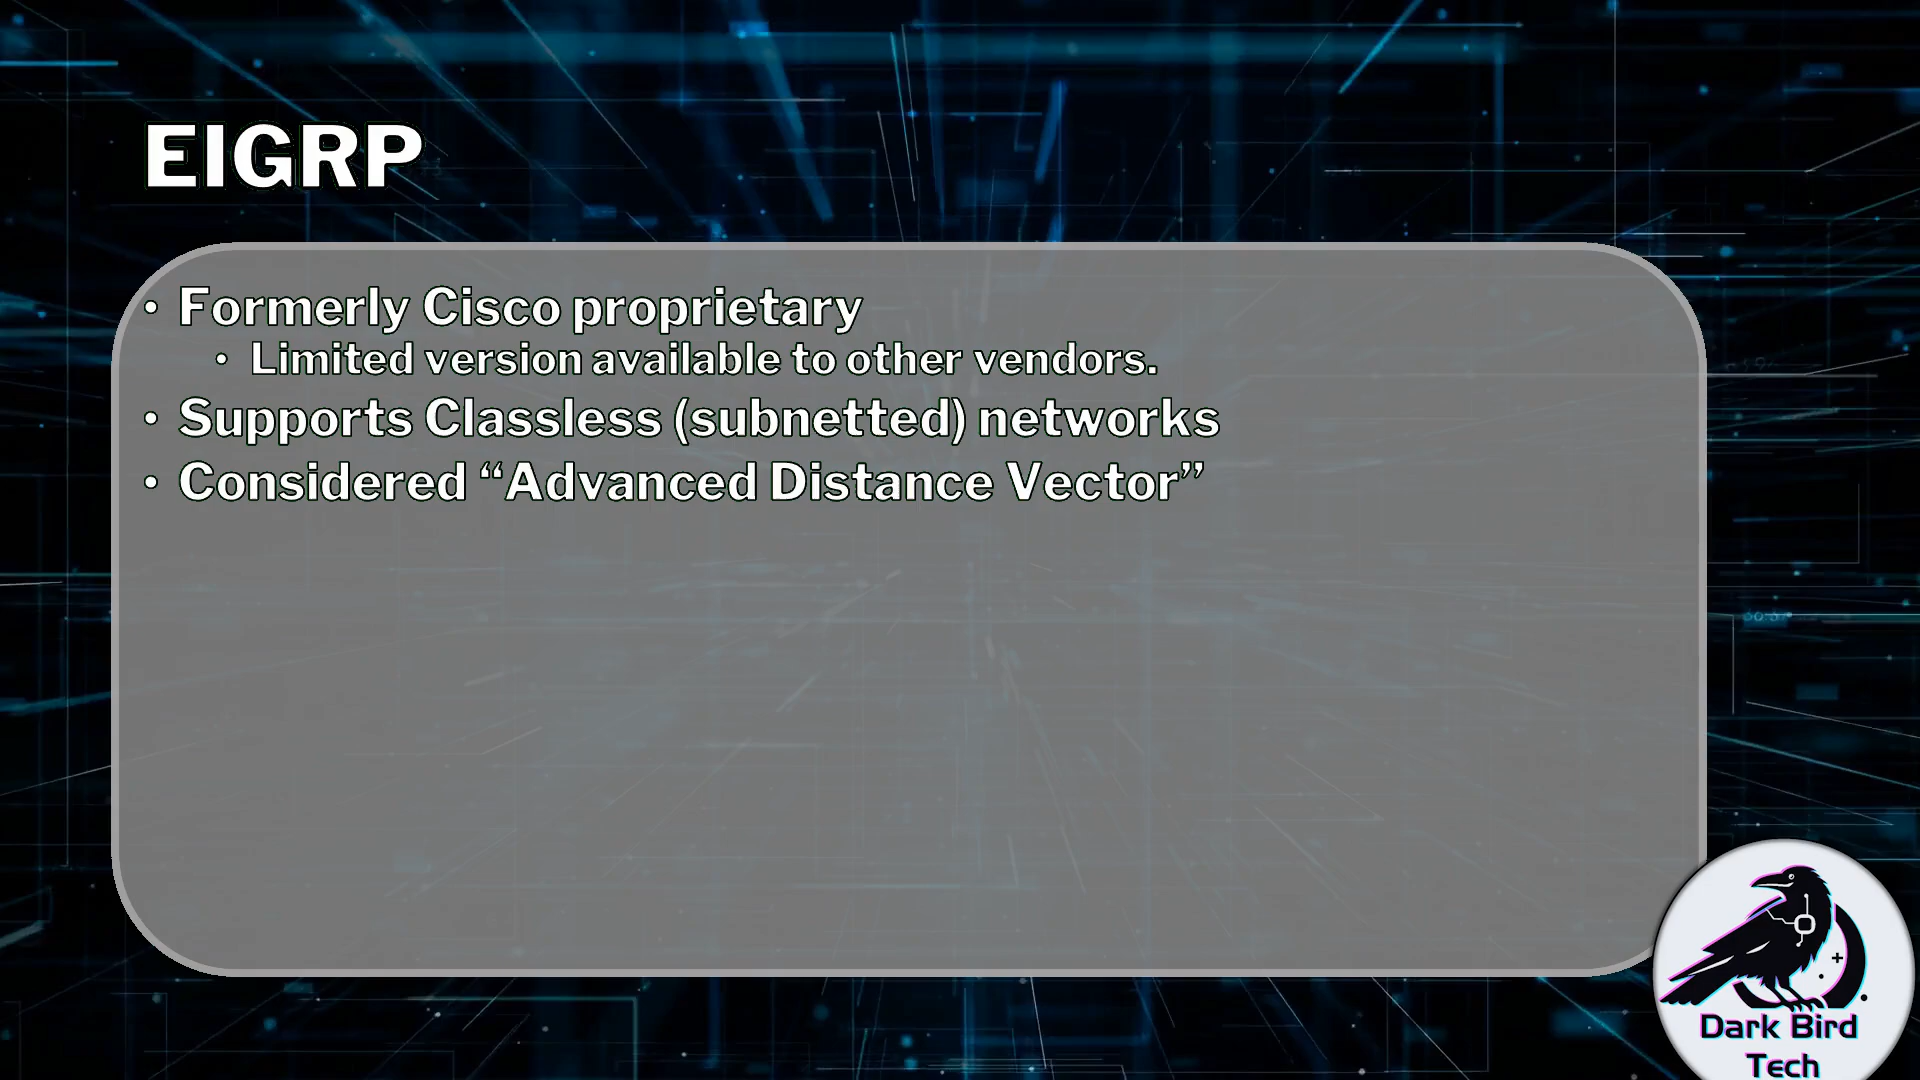 EIGRP
• Formerly Cisco proprietary
• Limited version available to other vendors.
• Supports Classless (subnetted) networks
• Considered “Advanced Distance Vector”
Dark Bird
Tech